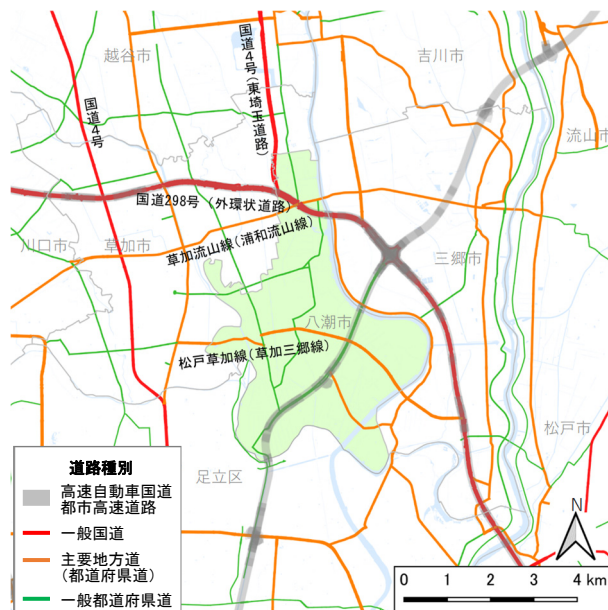 越谷市
吉川市
国道4号
国道4号(東埼玉道路)
流山市
国道298号 (外環状道路)
川口市
草加市
草加流山線(浦和流山線)
三郷市
八潮市
松戸草加線(草加三郷線)
松戸市
足立区
道路種別
高速自動車国道
都市高速道路
一般国道
主要地方道
(都道府県道)
一般都道府県道
N
0 1 2 3 4 km